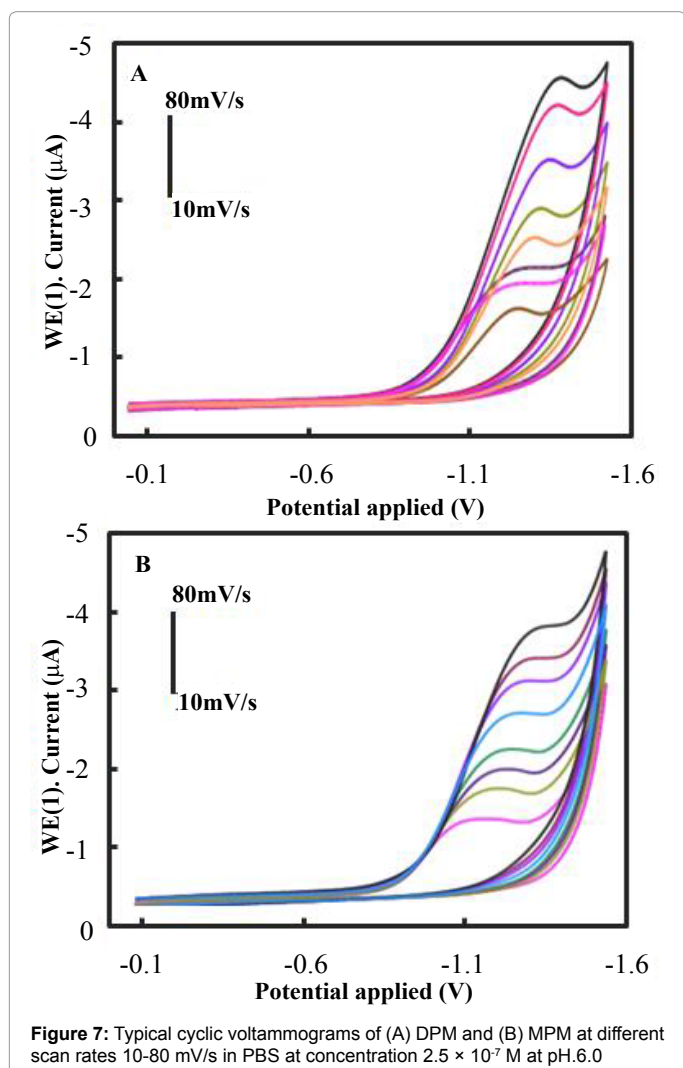 -5
A
80mV/s
-4
10mV/s
-3
WE(1). Current (µA)
-2
-1
0
-0.1 -0.6 -1.1 -1.6
Potential applied (V)
-5
B
80mV/s
-4
10mV/s
-3
WE(1). Current (µA)
-2
-1
0
-0.1 -0.6 -1.1 -1.6
Potential applied (V)
Figure 7: Typical cyclic voltammograms of (A) DPM and (B) MPM at different
scan rates 10-80 mV/s in PBS at concentration 2.5 × 10⁻⁷ M at pH.6.0